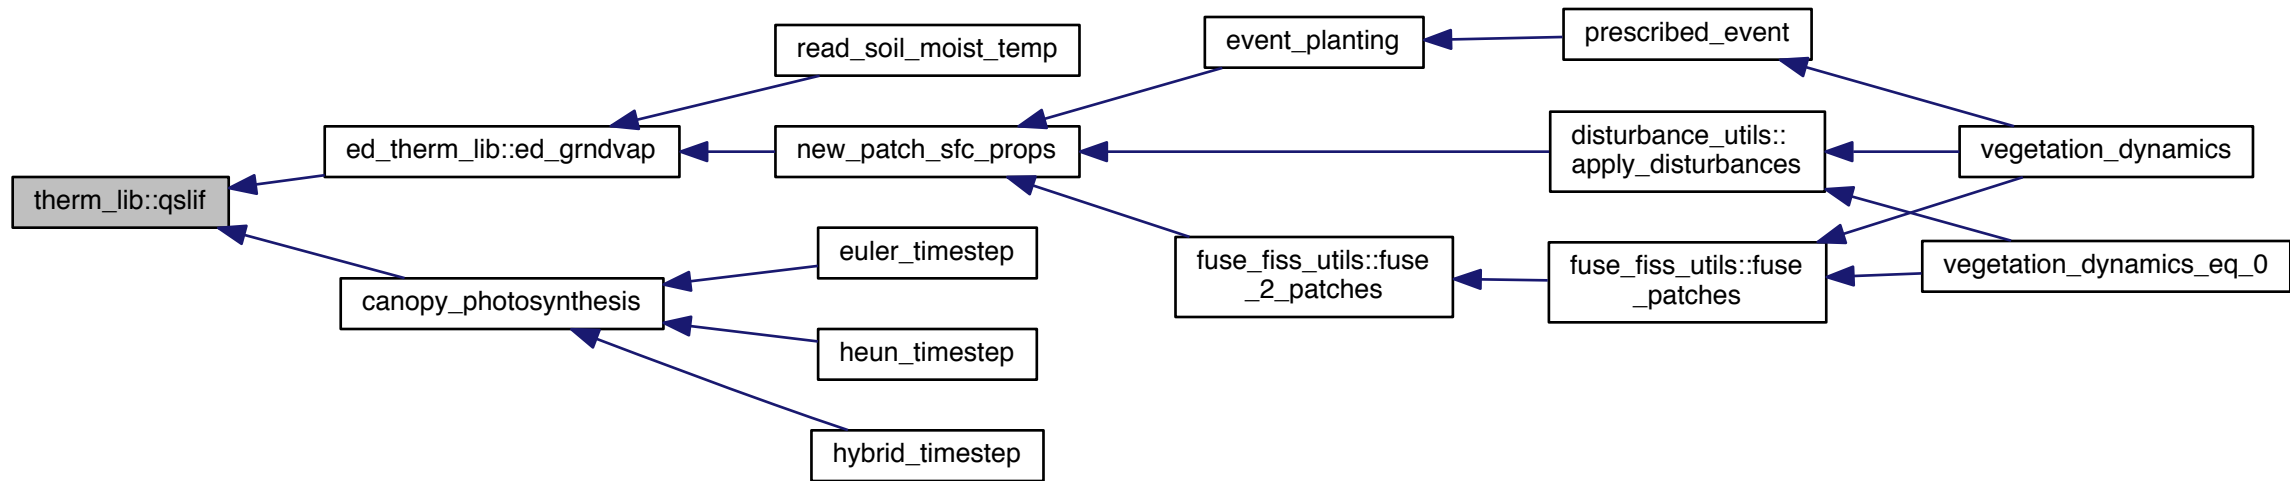 therm_lib::qslif
ed_therm_lib::ed_grndvap
canopy_photosynthesis
read_soil_moist_temp
new_patch_sfc_props
euler_timestep
heun_timestep
hybrid_timestep
event_planting
fuse_fiss_utils::fuse
_2_patches
prescribed_event
disturbance_utils::
apply_disturbances
fuse_fiss_utils::fuse
_patches
vegetation_dynamics
vegetation_dynamics_eq_0